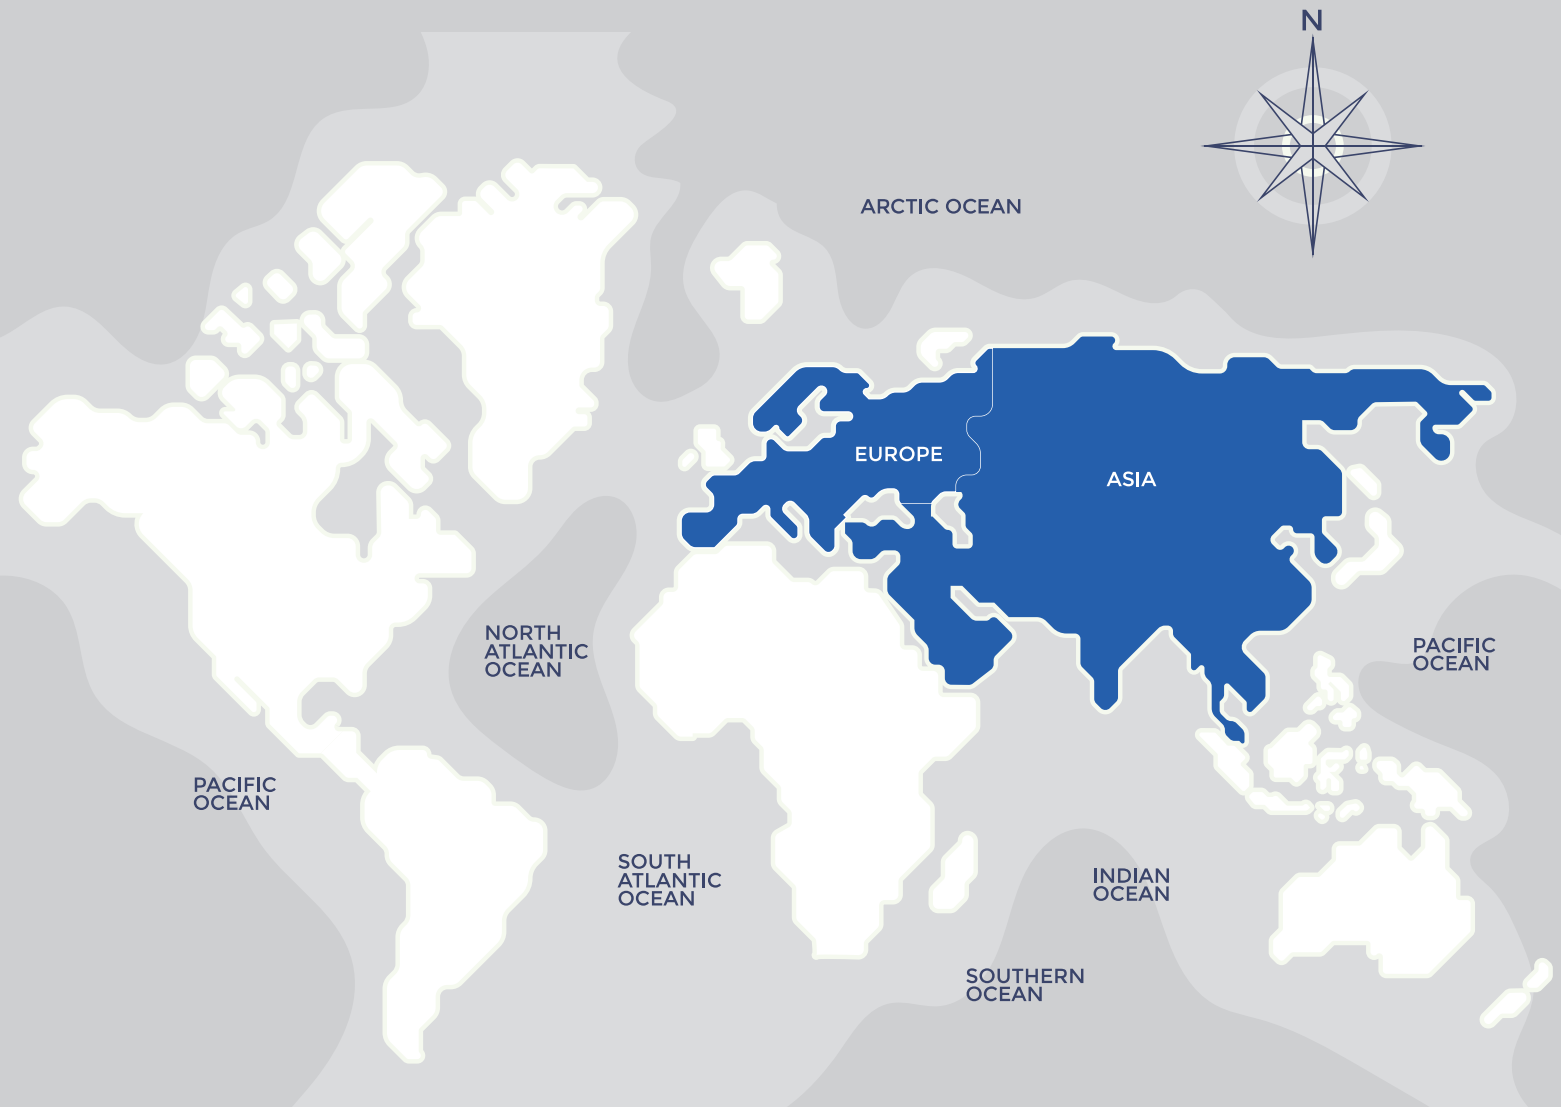 N
ARCTIC OCEAN
EUROPE
ASIA
NORTH
ATLANTIC
OCEAN
PACIFIC
OCEAN
PACIFIC
OCEAN
SOUTH
ATLANTIC
OCEAN
INDIAN
OCEAN
SOUTHERN
OCEAN